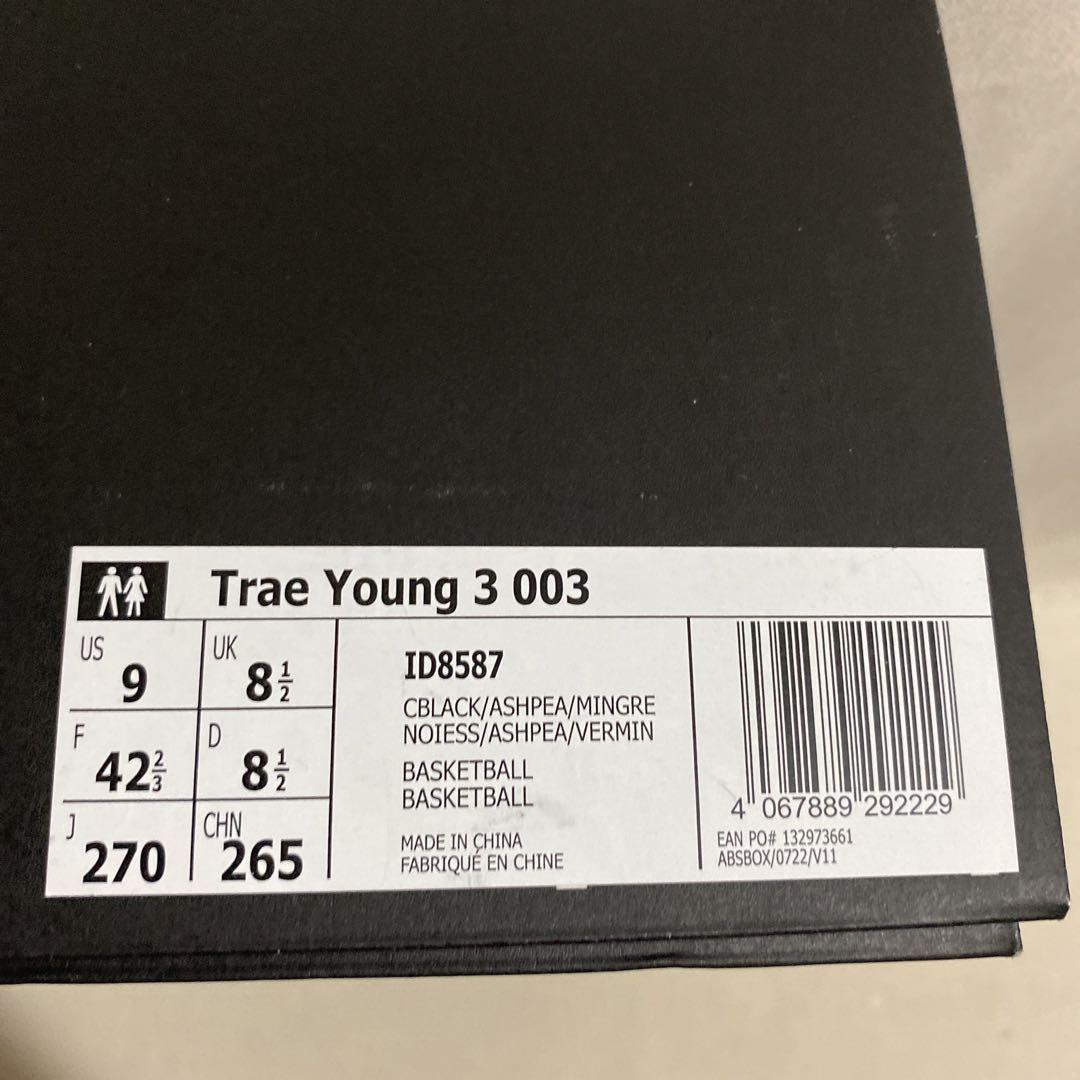 Trae Young 3 003
US 9
UK 8 1/2
F 42 2/3
D 8 1/2
J 270
CHN 265
ID8587
CBLACK/ASHPEA/MINGRE
NOIESS/ASHPEA/VERMIN
BASKETBALL
BASKETBALL
MADE IN CHINA
FABRIQUÉ EN CHINE
4 067889 292229
EAN PO# 132973661
ABSBOX/0722/V11